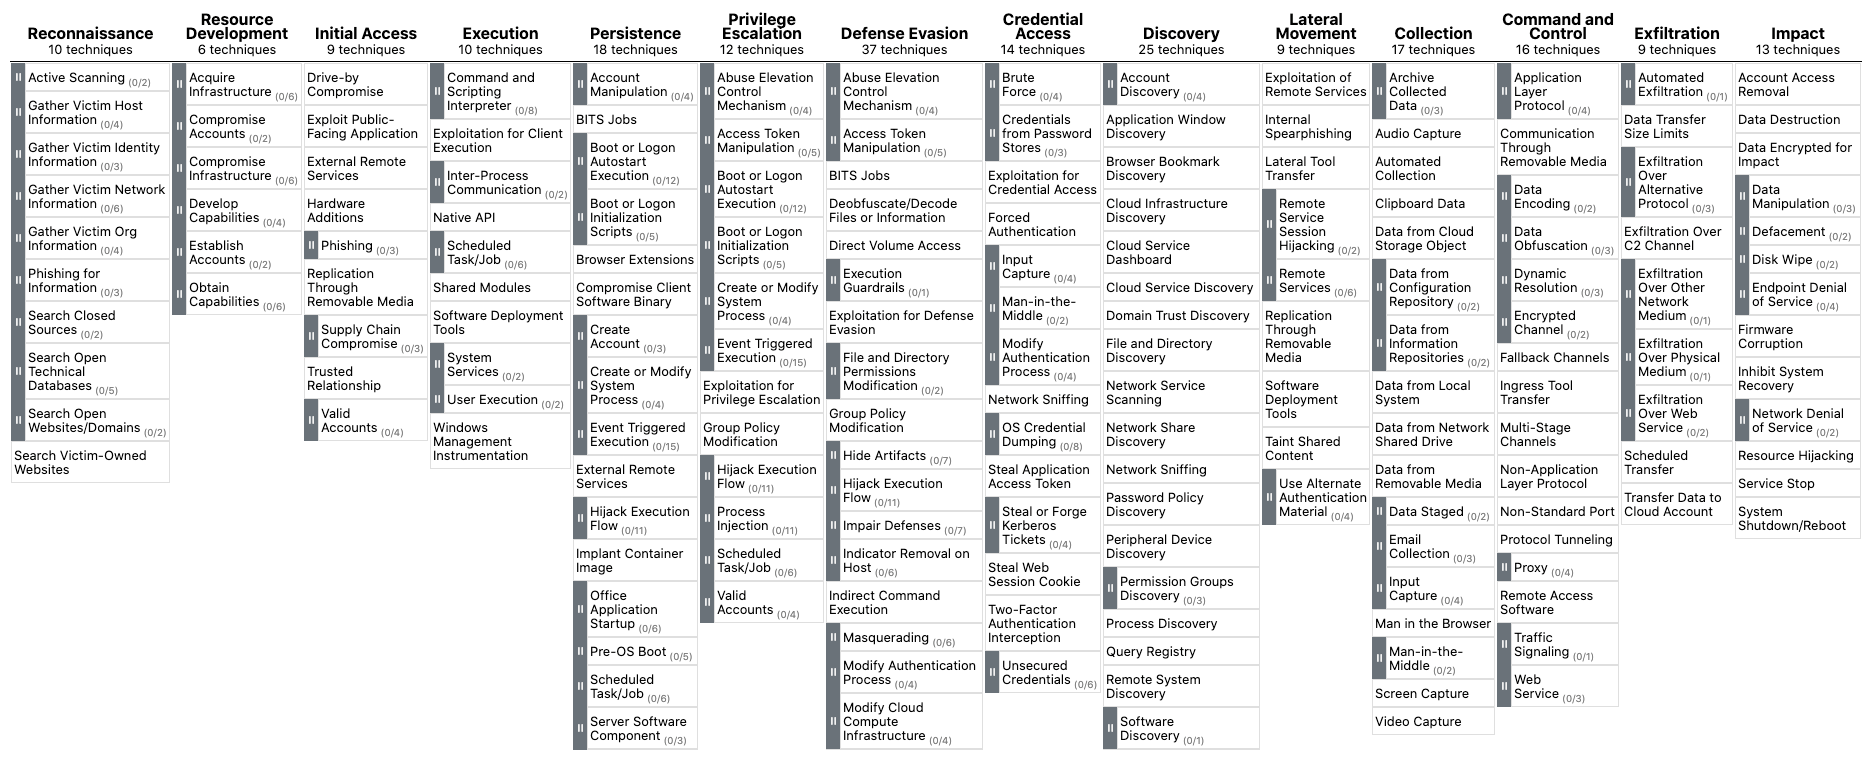 Reconnaissance
10 techniques
Active Scanning (0/2)
Gather Victim Host
Information (0/4)
Gather Victim Identity
Information (0/3)
Gather Victim Network
Information (0/6)
Gather Victim Org
Information (0/4)
Phishing for
Information (0/3)
Search Closed
Sources (0/2)
Search Open
Technical
Databases (0/5)
Search Open
Websites/Domains (0/2)
Search Victim-Owned
Websites
Resource
Development
6 techniques
Acquire
Infrastructure (0/6)
Compromise
Accounts (0/2)
Compromise
Infrastructure (0/6)
Develop
Capabilities (0/4)
Establish
Accounts (0/2)
Obtain
Capabilities (0/6)
Initial Access
9 techniques
Drive-by
Compromise
Exploit Public-
Facing Application
External Remote
Services
Hardware
Additions
Phishing (0/3)
Replication
Through
Removable Media
Supply Chain
Compromise (0/3)
Trusted
Relationship
Valid
Accounts (0/4)
Execution
10 techniques
Command and
Scripting
Interpreter (0/8)
Exploitation for Client
Execution
Inter-Process
Communication (0/2)
Native API
Scheduled
Task/Job (0/6)
Shared Modules
Software Deployment
Tools
System
Services (0/2)
User Execution (0/2)
Windows
Management
Instrumentation
Persistence
18 techniques
Account
Manipulation (0/4)
BITS Jobs
Boot or Logon
Autostart
Execution (0/12)
Boot or Logon
Initialization
Scripts (0/5)
Browser Extensions
Compromise Client
Software Binary
Create
Account (0/3)
Create or Modify
System
Process (0/4)
Event Triggered
Execution (0/15)
External Remote
Services
Hijack Execution
Flow (0/11)
Implant Container
Image
Office
Application
Startup (0/6)
Pre-OS Boot (0/5)
Scheduled
Task/Job (0/6)
Server Software
Component (0/3)
Privilege
Escalation
12 techniques
Abuse Elevation
Control
Mechanism (0/4)
Access Token
Manipulation (0/5)
Boot or Logon
Autostart
Execution (0/12)
Boot or Logon
Initialization
Scripts (0/5)
Create or Modify
System
Process (0/4)
Event Triggered
Execution (0/15)
Exploitation for
Privilege Escalation
Group Policy
Modification
Hijack Execution
Flow (0/11)
Process
Injection (0/11)
Scheduled
Task/Job (0/6)
Valid
Accounts (0/4)
Defense Evasion
37 techniques
Abuse Elevation
Control
Mechanism (0/4)
Access Token
Manipulation (0/5)
BITS Jobs
Deobfuscate/Decode
Files or Information
Direct Volume Access
Execution
Guardrails (0/1)
Exploitation for Defense
Evasion
File and Directory
Permissions
Modification (0/2)
Group Policy
Modification
Hide Artifacts (0/7)
Hijack Execution
Flow (0/11)
Impair Defenses (0/7)
Indicator Removal on
Host (0/6)
Indirect Command
Execution
Masquerading (0/6)
Modify Authentication
Process (0/4)
Modify Cloud
Compute
Infrastructure (0/4)
Credential
Access
14 techniques
Brute
Force (0/4)
Credentials
from Password
Stores (0/3)
Exploitation for
Credential Access
Forced
Authentication
Input
Capture (0/4)
Man-in-the-
Middle (0/2)
Modify
Authentication
Process (0/4)
Network Sniffing
OS Credential
Dumping (0/8)
Steal Application
Access Token
Steal or Forge
Kerberos
Tickets (0/4)
Steal Web
Session Cookie
Two-Factor
Authentication
Interception
Unsecured
Credentials (0/6)
Discovery
25 techniques
Account
Discovery (0/4)
Application Window
Discovery
Browser Bookmark
Discovery
Cloud Infrastructure
Discovery
Cloud Service
Dashboard
Cloud Service Discovery
Domain Trust Discovery
File and Directory
Discovery
Network Service
Scanning
Network Share
Discovery
Network Sniffing
Password Policy
Discovery
Peripheral Device
Discovery
Permission Groups
Discovery (0/3)
Process Discovery
Query Registry
Remote System
Discovery
Software
Discovery (0/1)
Lateral
Movement
9 techniques
Exploitation of
Remote Services
Internal
Spearphishing
Lateral Tool
Transfer
Remote
Service
Session
Hijacking (0/2)
Remote
Services (0/6)
Replication
Through
Removable
Media
Software
Deployment
Tools
Taint Shared
Content
Use Alternate
Authentication
Material (0/4)
Collection
17 techniques
Archive
Collected
Data (0/3)
Audio Capture
Automated
Collection
Clipboard Data
Data from Cloud
Storage Object
Data from
Configuration
Repository (0/2)
Data from
Information
Repositories (0/2)
Data from Local
System
Data from Network
Shared Drive
Data from
Removable Media
Data Staged (0/2)
Email
Collection (0/3)
Input
Capture (0/4)
Man in the Browser
Man-in-the-
Middle (0/2)
Screen Capture
Video Capture
Command and
Control
16 techniques
Application
Layer
Protocol (0/4)
Communication
Through
Removable Media
Data
Encoding (0/2)
Data
Obfuscation (0/3)
Dynamic
Resolution (0/3)
Encrypted
Channel (0/2)
Fallback Channels
Ingress Tool
Transfer
Multi-Stage
Channels
Non-Application
Layer Protocol
Non-Standard Port
Protocol Tunneling
Proxy (0/4)
Remote Access
Software
Traffic
Signaling (0/1)
Web
Service (0/3)
Exfiltration
9 techniques
Automated
Exfiltration (0/1)
Data Transfer
Size Limits
Exfiltration
Over
Alternative
Protocol (0/3)
Exfiltration Over
C2 Channel
Exfiltration
Over Other
Network
Medium (0/1)
Exfiltration
Over Physical
Medium (0/1)
Exfiltration
Over Web
Service (0/2)
Scheduled
Transfer
Transfer Data to
Cloud Account
Impact
13 techniques
Account Access
Removal
Data Destruction
Data Encrypted for
Impact
Data
Manipulation (0/3)
Defacement (0/2)
Disk Wipe (0/2)
Endpoint Denial
of Service (0/4)
Firmware
Corruption
Inhibit System
Recovery
Network Denial
of Service (0/2)
Resource Hijacking
Service Stop
System
Shutdown/Reboot